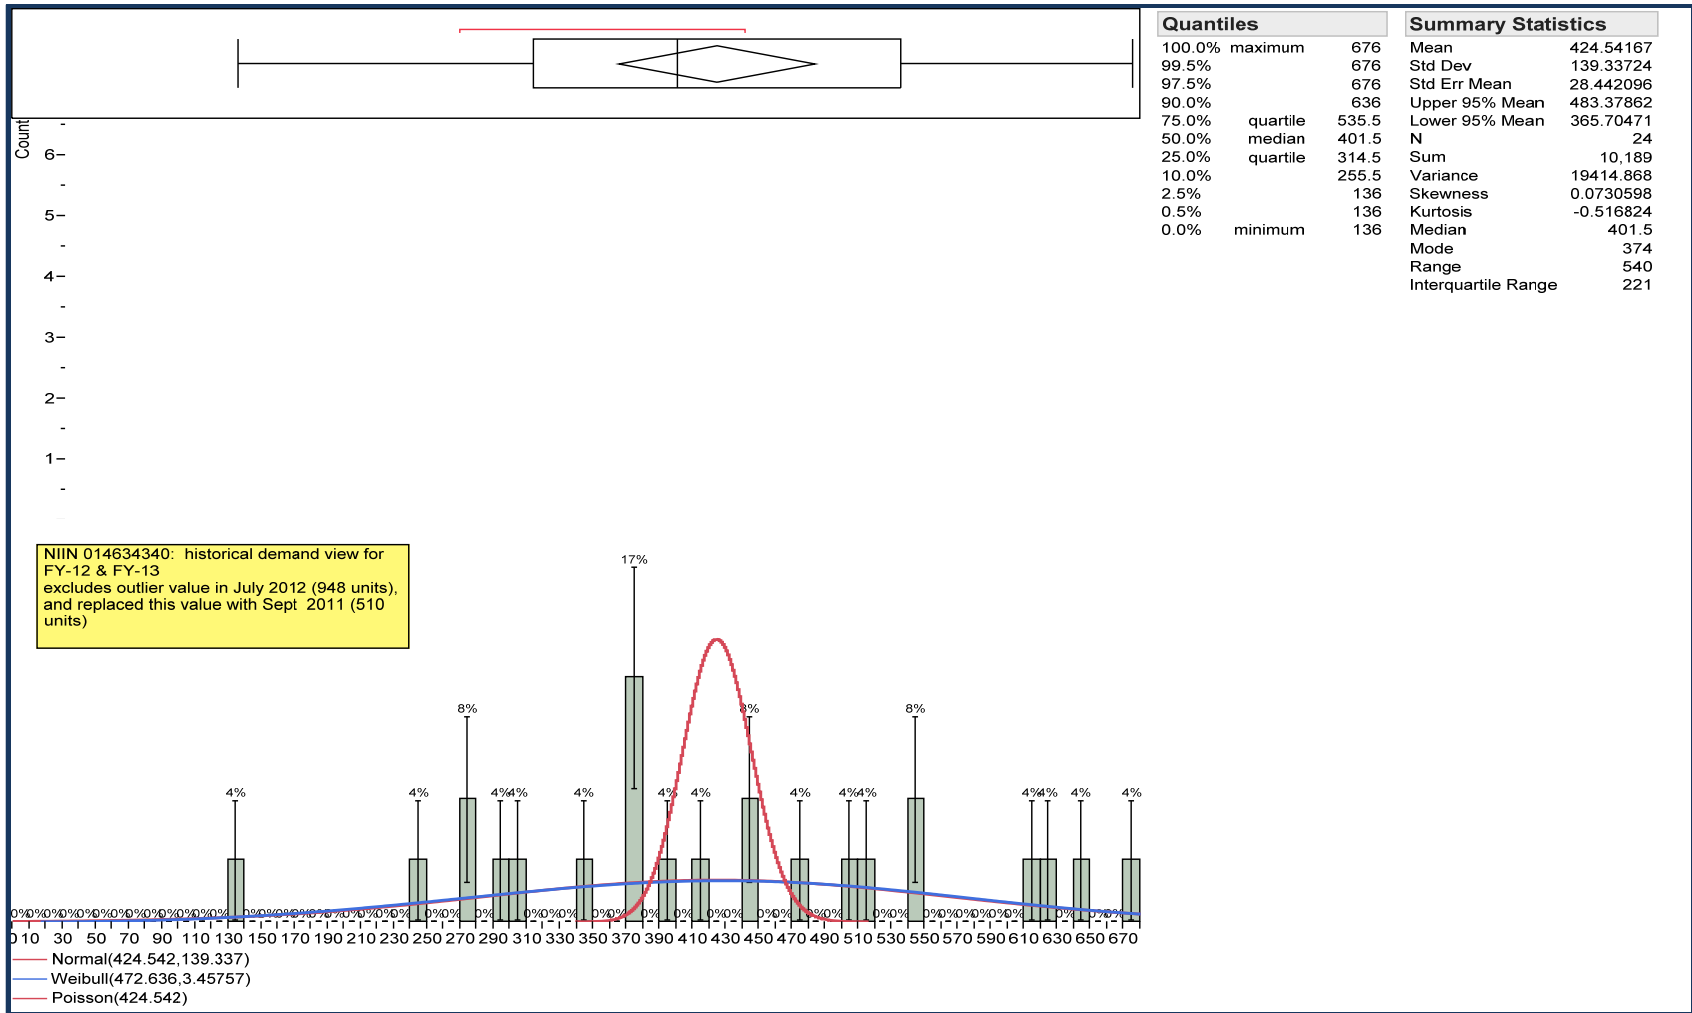 Quantiles
100.0% maximum 676
99.5% 676
97.5% 676
90.0% 636
75.0% quartile 535.5
50.0% median 401.5
25.0% quartile 314.5
10.0% 255.5
2.5% 136
0.5% 136
0.0% minimum 136
Summary Statistics
Mean 424.54167
Std Dev 139.33724
Std Err Mean 28.442096
Upper 95% Mean 483.37862
Lower 95% Mean 365.70471
N 24
Sum 10,189
Variance 19414.868
Skewness 0.0730598
Kurtosis -0.516824
Median 401.5
Mode 374
Range 540
Interquartile Range 221
Count
6
5
4
3
2
1
NIIN 014634340: historical demand view for
FY-12 & FY-13
excludes outlier value in July 2012 (948 units),
and replaced this value with Sept 2011 (510
units)
17%
8% 8% 8%
4% 4% 4% 4% 4% 4% 4% 4% 4% 4% 4% 4% 4% 4%
0 10 30 50 70 90 110 130 150 170 190 210 230 250 270 290 310 330 350 370 390 410 430 450 470 490 510 530 550 570 590 610 630 650 670
Normal(424.542,139.337)
Weibull(472.636,3.45757)
Poisson(424.542)